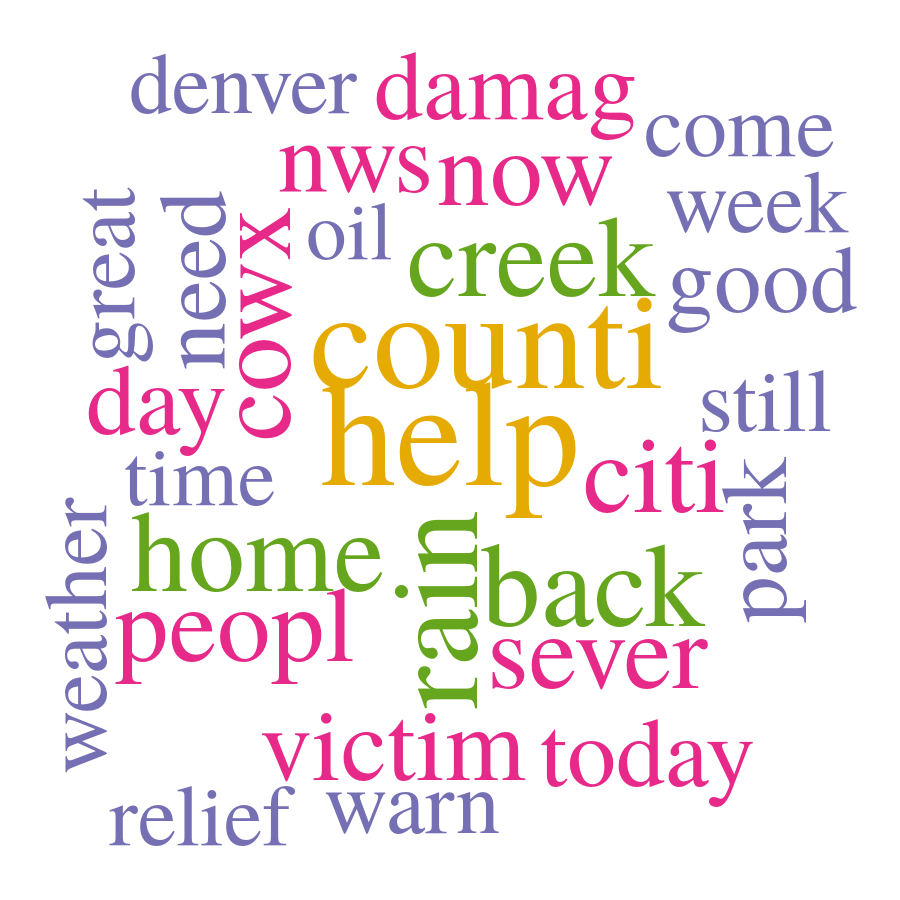 denver
damag
come
nws
now
week
great
need
cowx
oil
creek
good
counti
day
help
still
time
citi
park
home
rain
back
weather
peopl
sever
victim
today
relief
warn